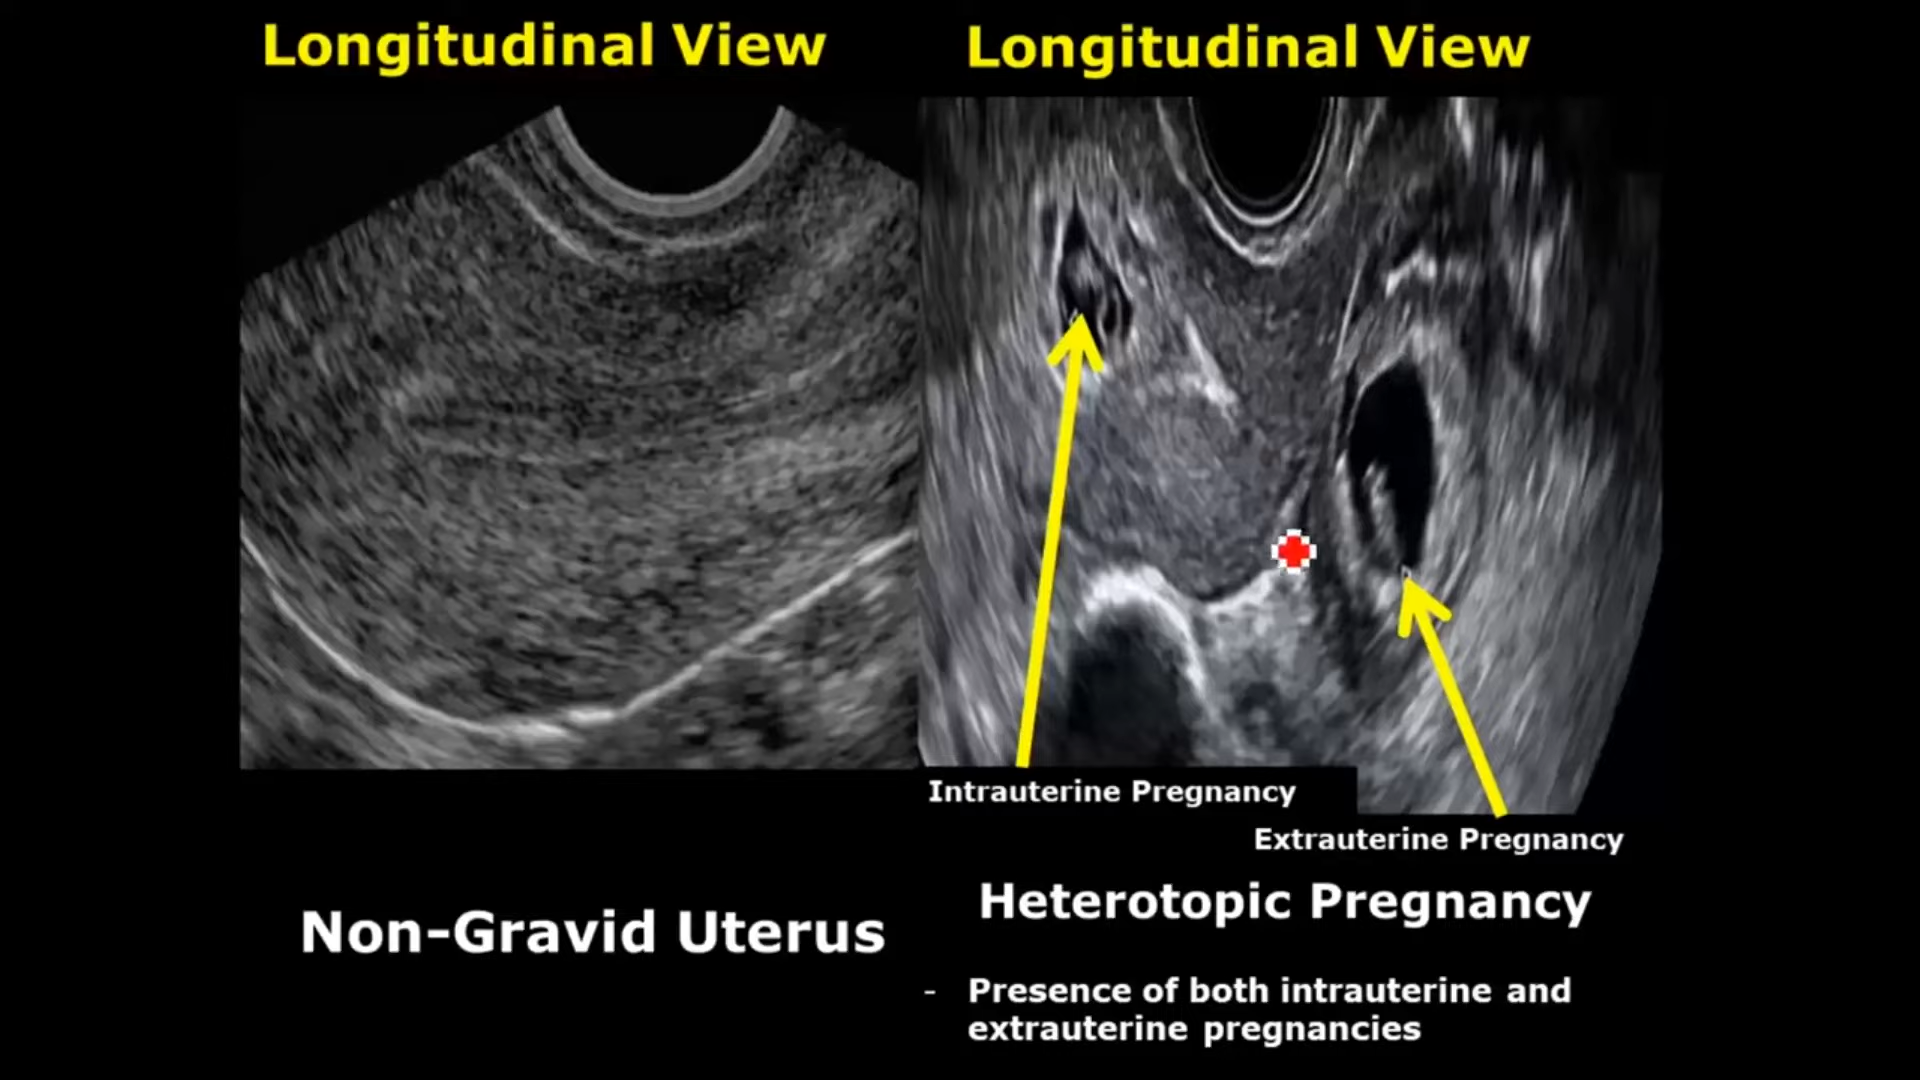 Longitudinal View
Non-Gravid Uterus
Longitudinal View
Intrauterine Pregnancy
Extrauterine Pregnancy
Heterotopic Pregnancy
- Presence of both intrauterine and
extrauterine pregnancies